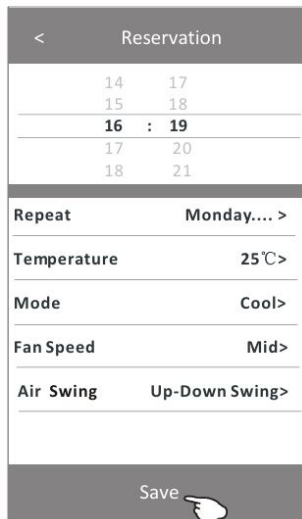 < Reservation
14 17
15 18
16 : 19
17 20
18 21
Repeat Monday.... >
Temperature 25℃>
Mode Cool>
Fan Speed Mid>
Air Swing Up-Down Swing>
Save